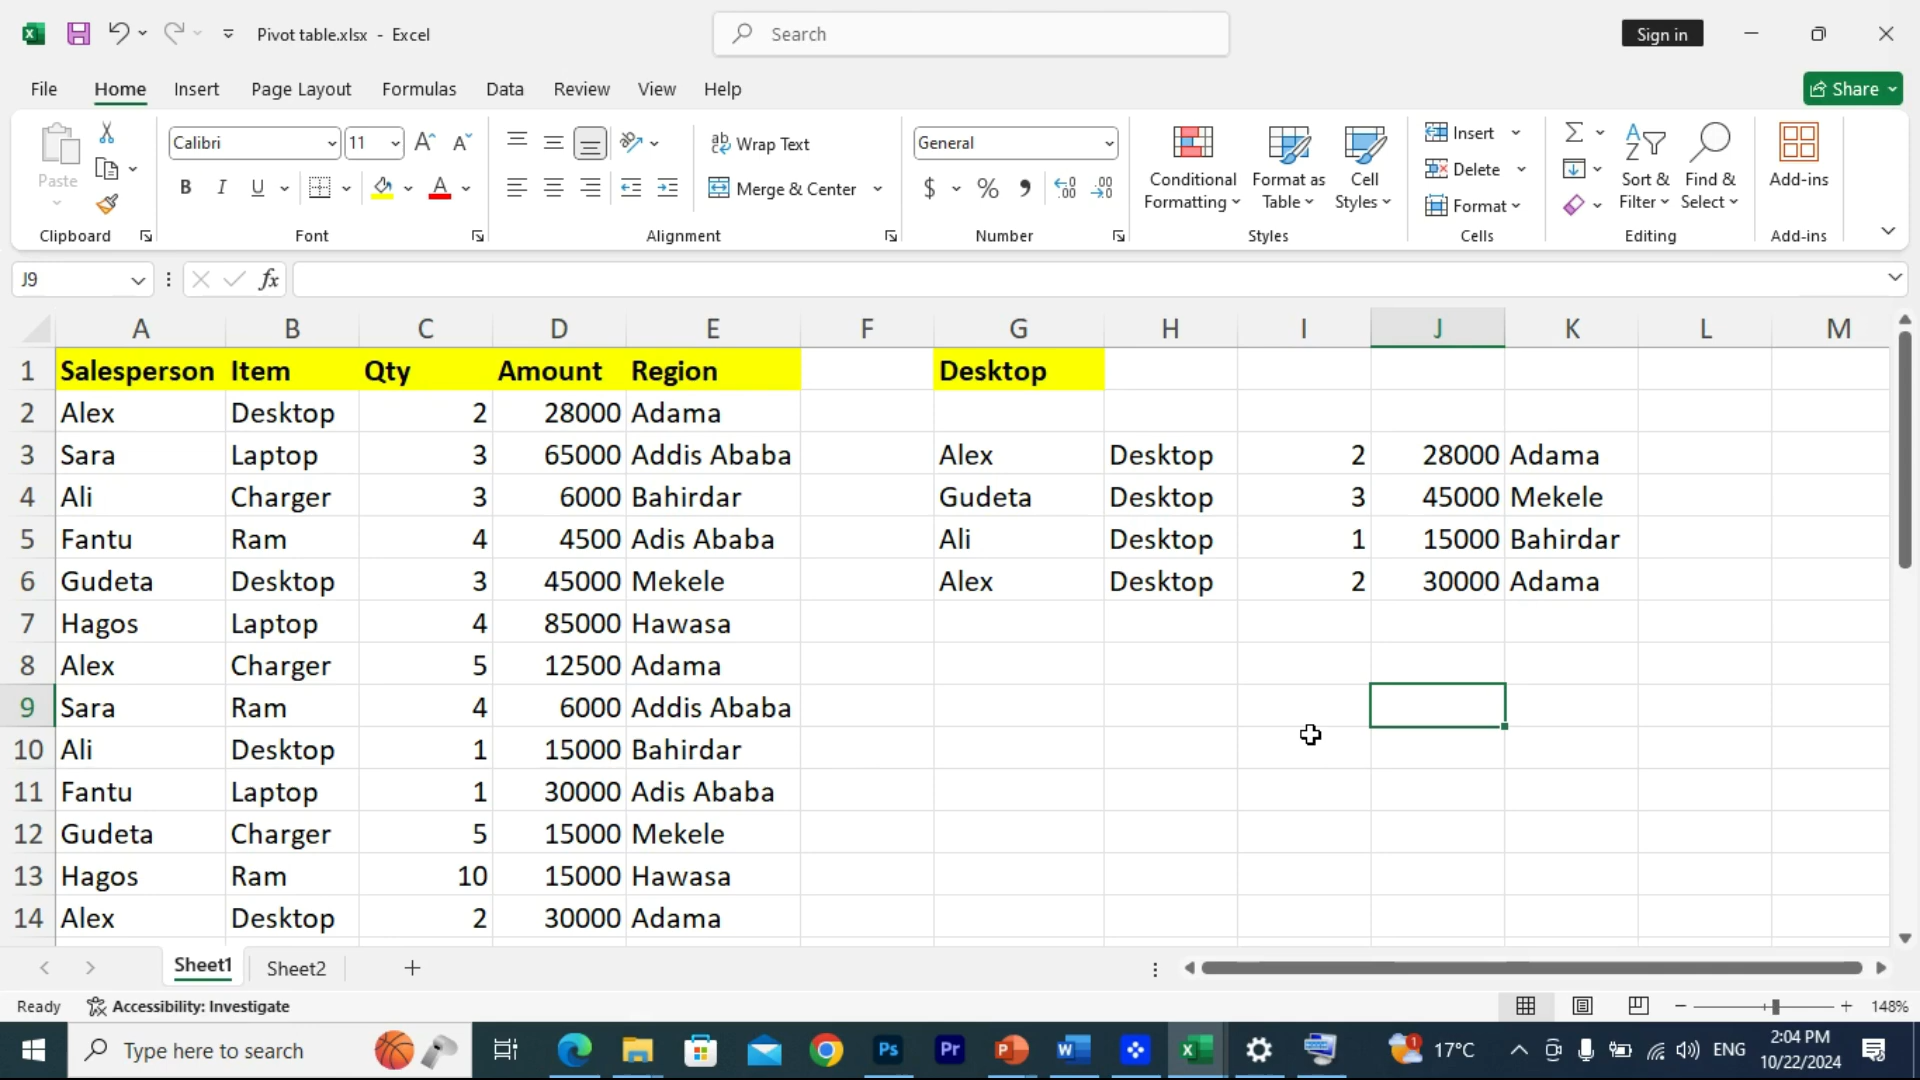 Pivot table.xlsx - Excel
Search
Sign in
File Home Insert Page Layout Formulas Data Review View Help
Share
Paste
Clipboard
Calibri 11
B I U A
Font
Wrap Text
Merge & Center
Alignment
General
$ % 9
Number
Conditional Formatting
Format as Table
Cell Styles
Styles
Insert
Delete
Format
Cells
Sort & Filter
Find & Select
Editing
Add-ins
Add-ins
J9 fx
A B C D E F G H I J K L M
1 Salesperson Item Qty Amount Region Desktop
2 Alex Desktop 2 28000 Adama
3 Sara Laptop 3 65000 Addis Ababa Alex Desktop 2 28000 Adama
4 Ali Charger 3 6000 Bahirdar Gudeta Desktop 3 45000 Mekele
5 Fantu Ram 4 4500 Adis Ababa Ali Desktop 1 15000 Bahirdar
6 Gudeta Desktop 3 45000 Mekele Alex Desktop 2 30000 Adama
7 Hagos Laptop 4 85000 Hawasa
8 Alex Charger 5 12500 Adama
9 Sara Ram 4 6000 Addis Ababa
10 Ali Desktop 1 15000 Bahirdar
11 Fantu Laptop 1 30000 Adis Ababa
12 Gudeta Charger 5 15000 Mekele
13 Hagos Ram 10 15000 Hawasa
14 Alex Desktop 2 30000 Adama
Sheet1 Sheet2
Ready Accessibility: Investigate 148%
Type here to search
Ps Pr
17°C
ENG
2:04 PM
10/22/2024